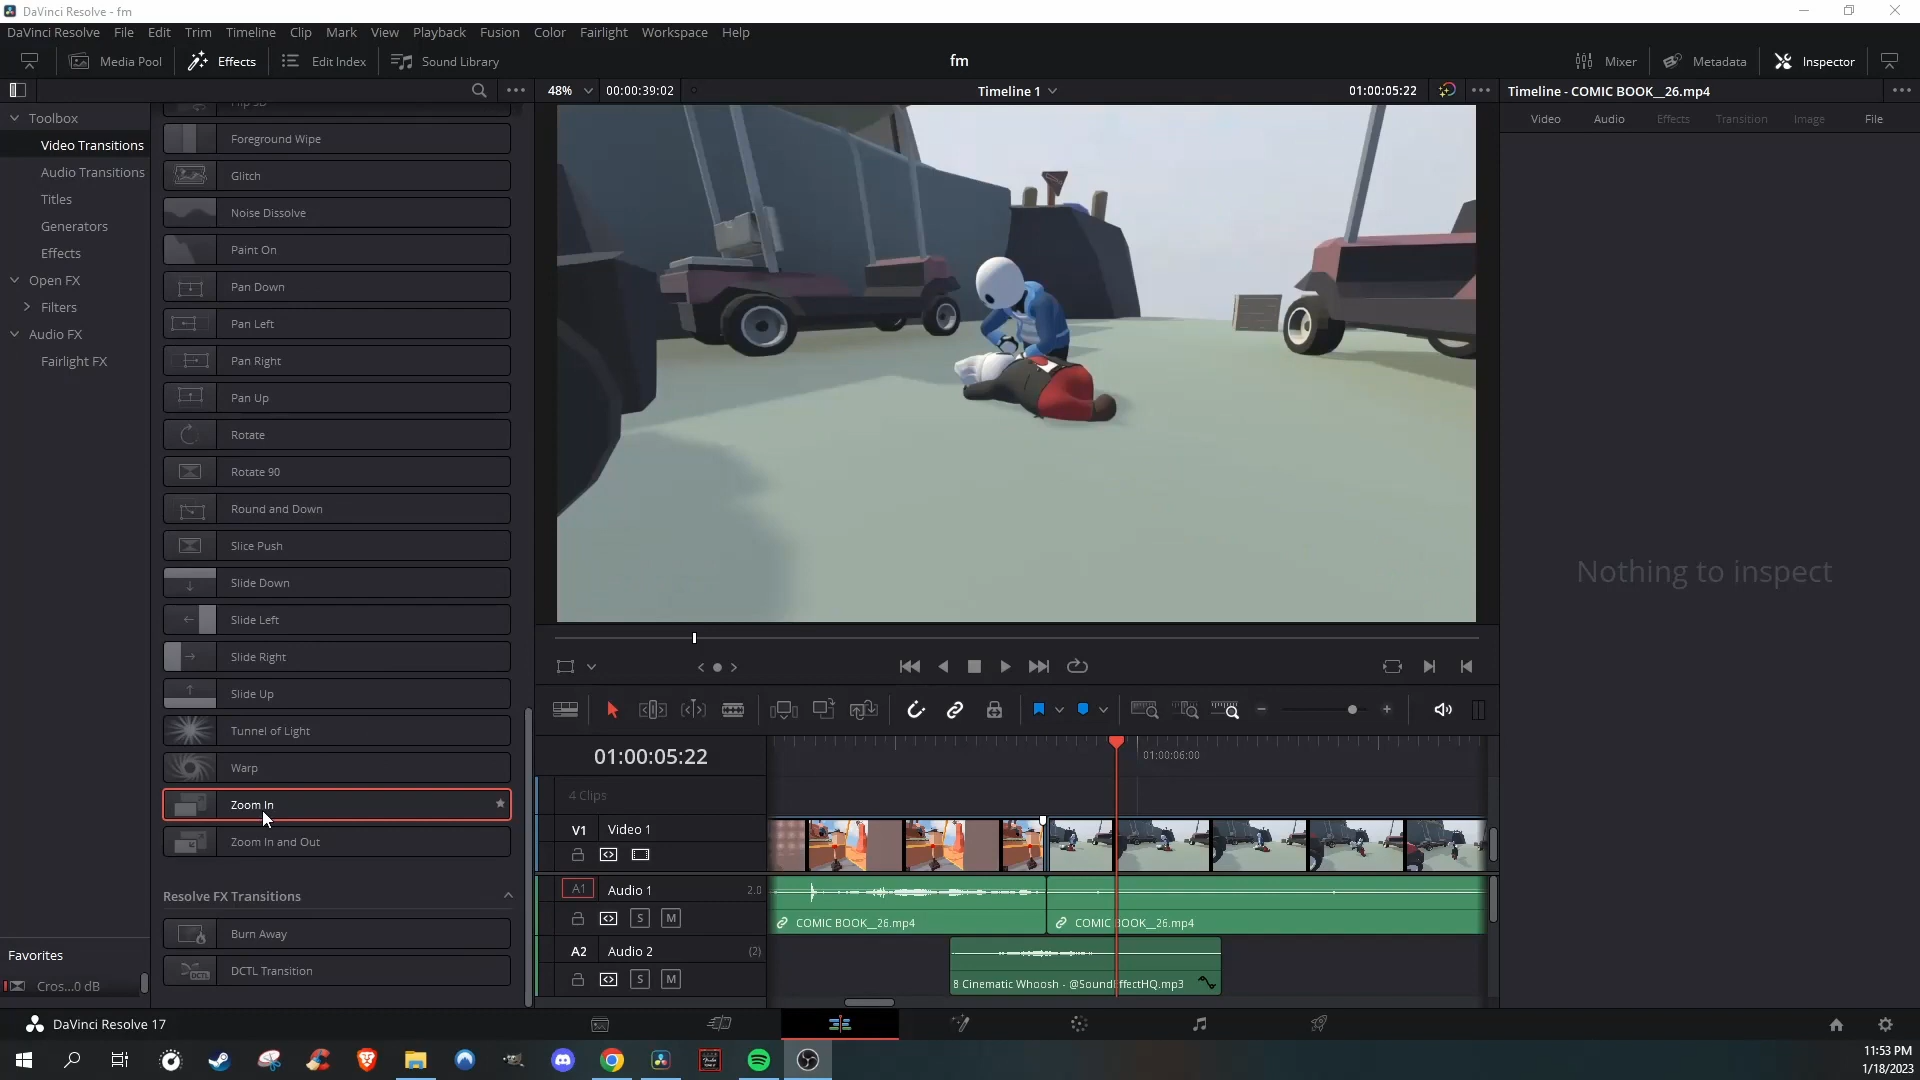 DaVinci Resolve - fm
DaVinci Resolve File Edit Trim Timeline Clip Mark View Playback Fusion Color Fairlight Workspace Help
Media Pool Effects Edit Index Sound Library fm Mixer Metadata Inspector
48% 00:00:39:02 Timeline 1 01:00:05:22 Timeline - COMIC BOOK__26.mp4
Video Audio Effects Transition Image File
Toolbox
Video Transitions
Audio Transitions
Titles
Generators
Effects
Open FX
Filters
Audio FX
Fairlight FX
Favorites
Cros...0 dB
Flip 3D
Foreground Wipe
Glitch
Noise Dissolve
Paint On
Pan Down
Pan Left
Pan Right
Pan Up
Rotate
Rotate 90
Round and Down
Slice Push
Slide Down
Slide Left
Slide Right
Slide Up
Tunnel of Light
Warp
Zoom In
Zoom In and Out
Resolve FX Transitions
Burn Away
DCTL
DCTL Transition
Nothing to inspect
01:00:05:22
01:00:06:00
4 Clips
V1 Video 1
A1 Audio 1 2.0
S M
COMIC BOOK__26.mp4
COMIC BOOK__26.mp4
A2 Audio 2 (2)
S M
8 Cinematic Whoosh - @SoundEffectHQ.mp3
DaVinci Resolve 17
11:53 PM
1/18/2023